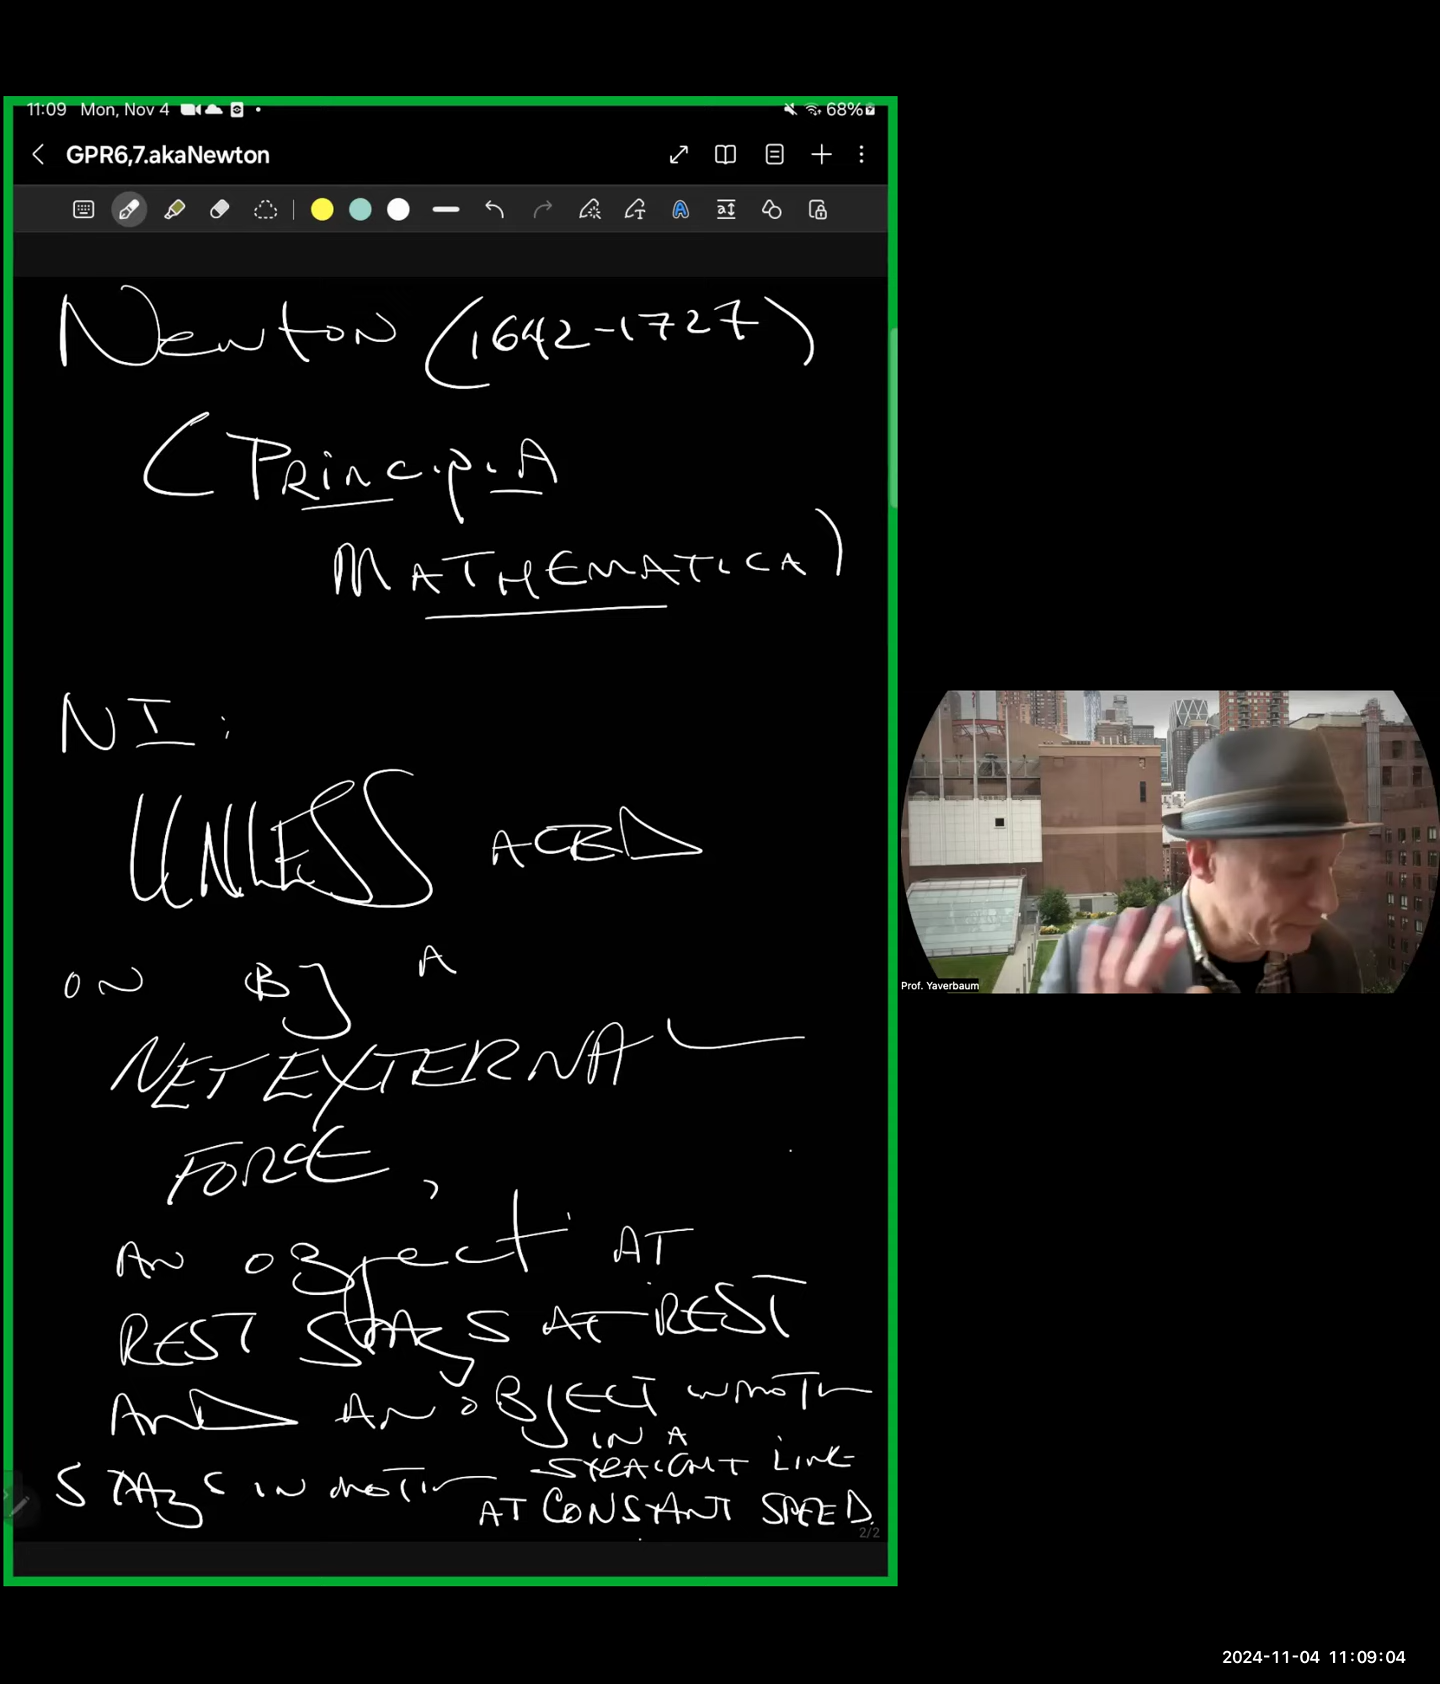 11:09 Mon, Nov 4
68%
GPR6,7.akaNewton
Newton (1642-1727)
(PRincipiA
MATHEMATICA)
NI:
UNLESS ACTED
ON By A
NET EXTERNAL
FORCE,
AN object AT
REST STAYS AT REST
AND AN OBJECT IN MOTION
STAYS IN MOTION IN A
STRAIGHT LINE
AT CONSTANT SPEED.
2/2
Prof. Yaverbaum
2024-11-04 11:09:04